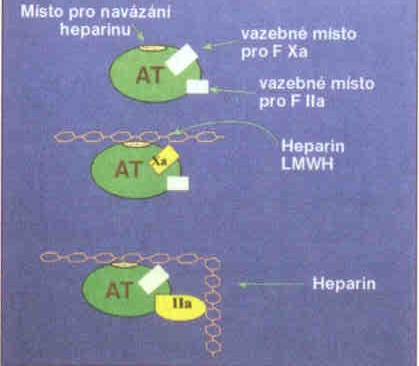 Místo pro navázání
heparinu
vazebné místo
pro F Xa
AT
vazebné místo
pro F IIa
Heparin
LMWH
AT
Xa
Heparin
AT
IIa